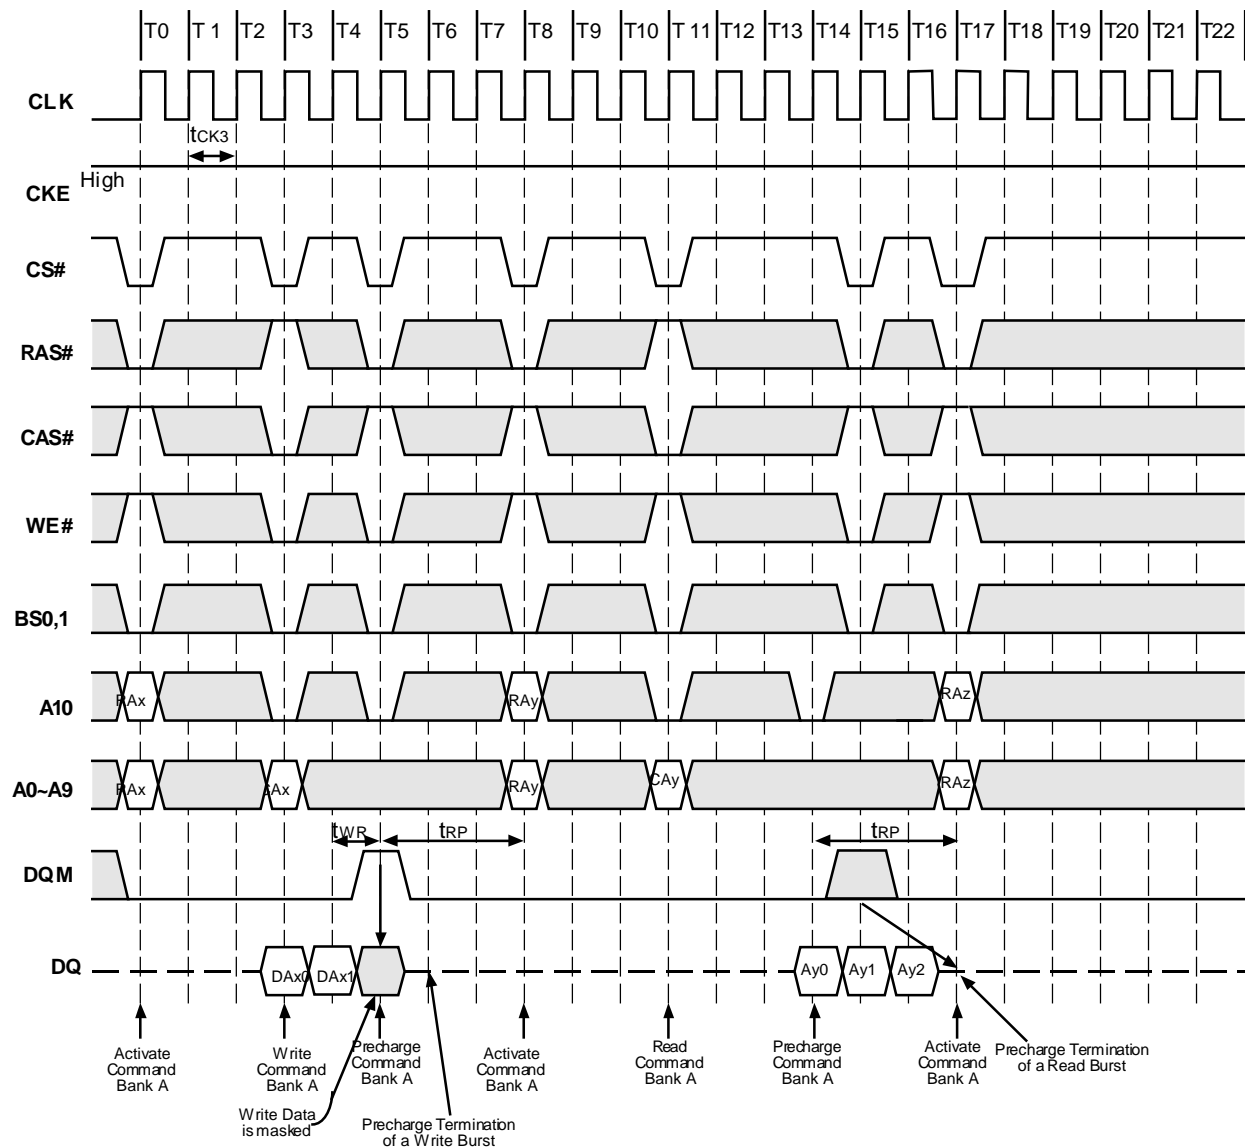 T0 T 1 T2 T3 T4 T5 T6 T7 T8 T9 T10 T 11 T12 T13 T14 T15 T16 T17 T18 T19 T20 T21 T22
CLK
tCK3
High
CKE
CS#
RAS#
CAS#
WE#
BS0,1
A10 RAx RAy RAz
A0~A9 RAx CAx RAy CAy RAz
tWR tRP tRP
DQM
DQ DAx0 DAx1 Ay0 Ay1 Ay2
Activate
Command
Bank A
Write
Command
Bank A
Precharge
Command
Bank A
Activate
Command
Bank A
Read
Command
Bank A
Precharge
Command
Bank A
Activate
Command
Bank A
Precharge Termination
of a Read Burst
Write Data
is masked
Precharge Termination
of a Write Burst